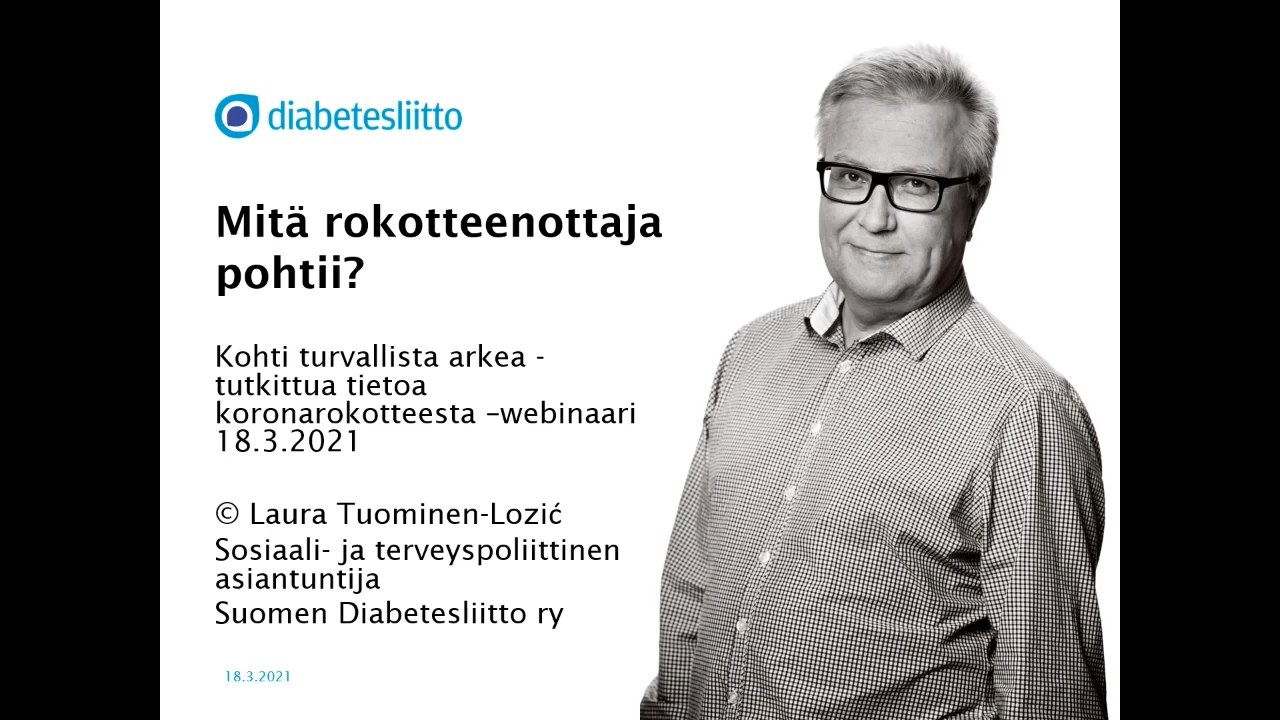 diabetesliitto
Mitä rokotteenottaja
pohtii?
Kohti turvallista arkea -
tutkittua tietoa
koronarokotteesta –webinaari
18.3.2021
© Laura Tuominen-Lozić
Sosiaali- ja terveyspoliittinen
asiantuntija
Suomen Diabetesliitto ry
18.3.2021